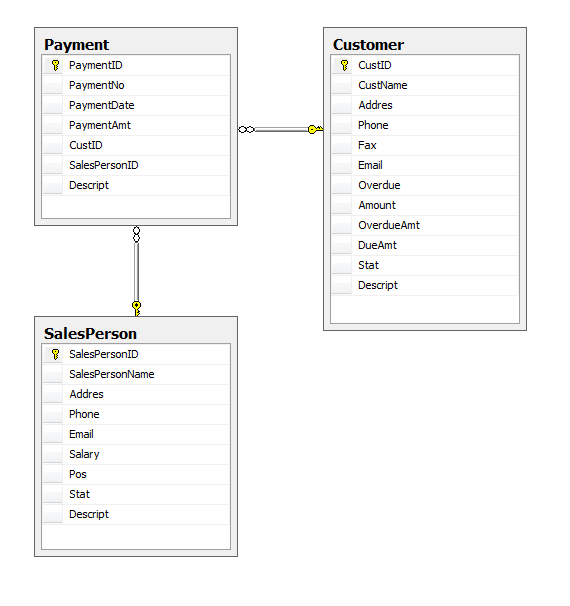 Payment
PaymentID
PaymentNo
PaymentDate
PaymentAmt
CustID
SalesPersonID
Descript
Customer
CustID
CustName
Addres
Phone
Fax
Email
Overdue
Amount
OverdueAmt
DueAmt
Stat
Descript
SalesPerson
SalesPersonID
SalesPersonName
Addres
Phone
Email
Salary
Pos
Stat
Descript